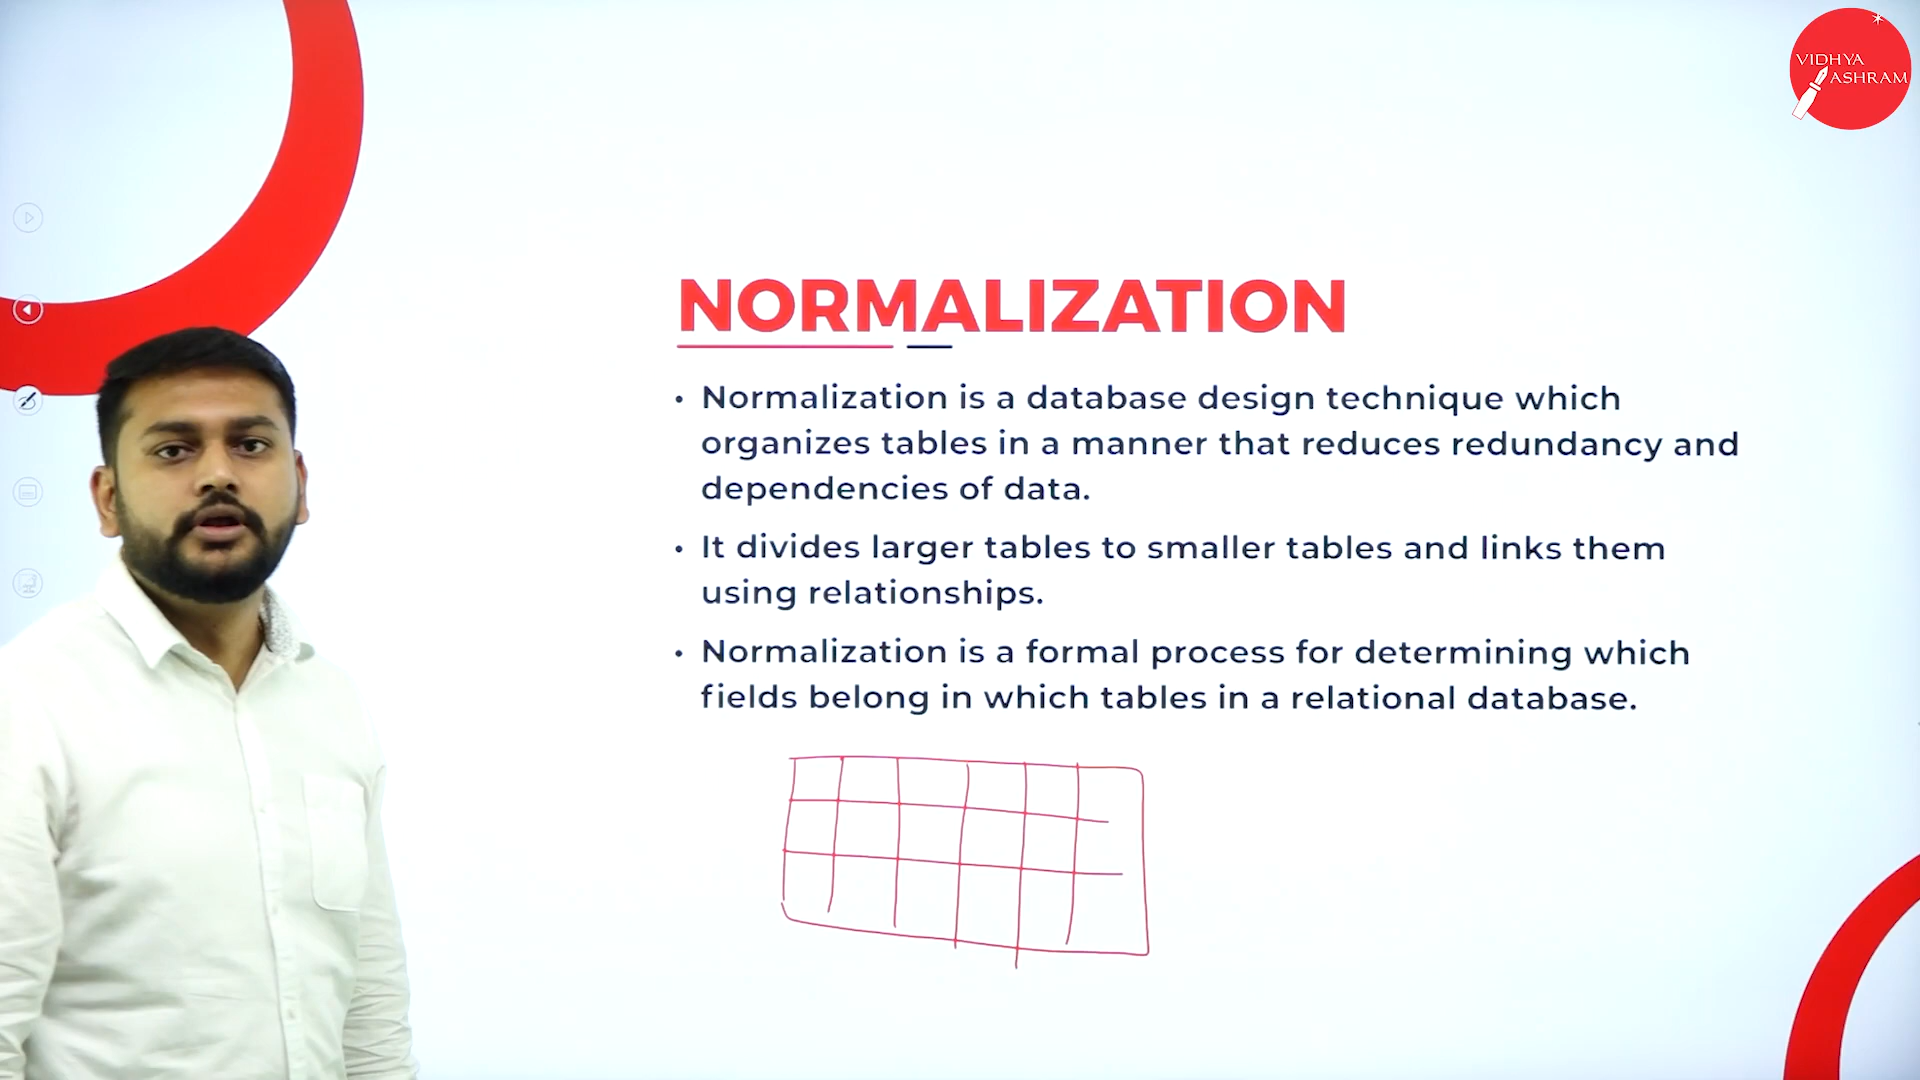 VIDHYA
ASHRAM
NORMALIZATION
• Normalization is a database design technique which
organizes tables in a manner that reduces redundancy and
dependencies of data.
• It divides larger tables to smaller tables and links them
using relationships.
• Normalization is a formal process for determining which
fields belong in which tables in a relational database.